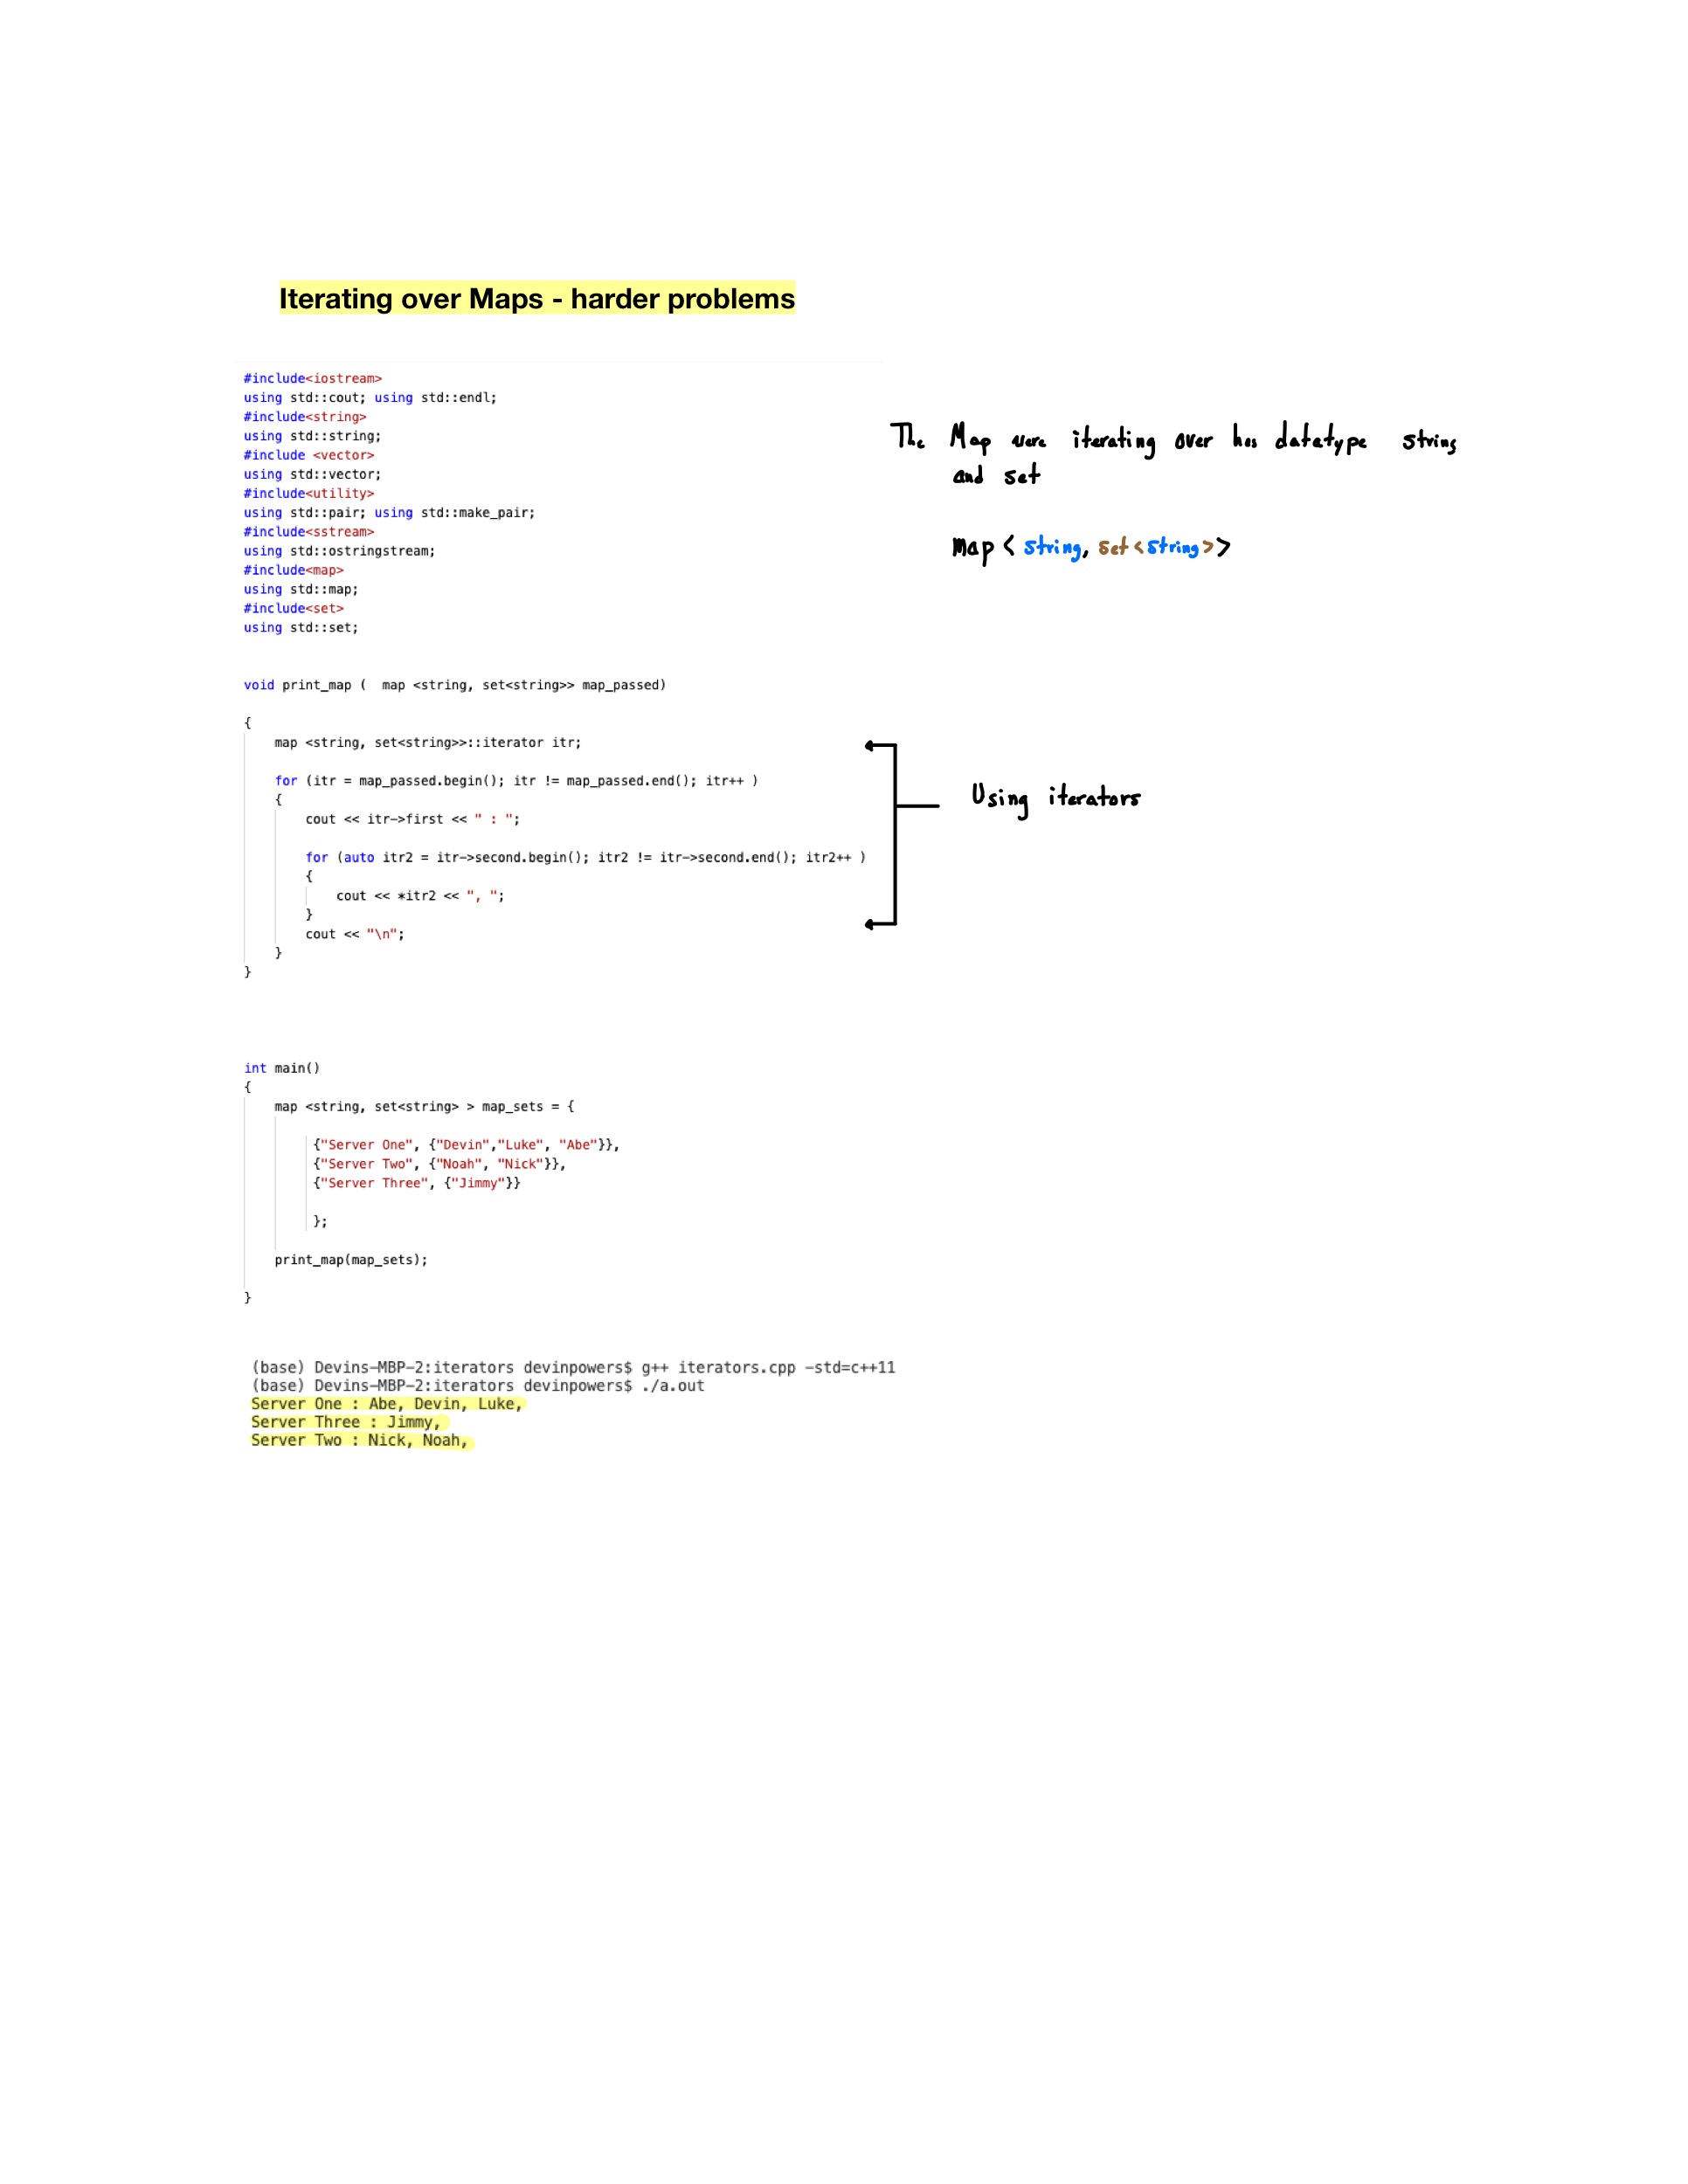 Iterating over Maps - harder problems
#include<iostream>
using std::cout; using std::endl;
#include<string>
using std::string;
#include <vector>
using std::vector;
#include<utility>
using std::pair; using std::make_pair;
#include<sstream>
using std::ostringstream;
#include<map>
using std::map;
#include<set>
using std::set;
The Map were iterating over has datatype string
and set
Map < string, set<string>>
void print_map (  map <string, set<string>> map_passed)
{
    map <string, set<string>>::iterator itr;
    for (itr = map_passed.begin(); itr != map_passed.end(); itr++ )
    {
        cout << itr->first << " : ";
        for (auto itr2 = itr->second.begin(); itr2 != itr->second.end(); itr2++ )
        {
            cout << *itr2 << ", ";
        }
        cout << "\n";
    }
}
Using iterators
int main()
{
    map <string, set<string> > map_sets = {
         {"Server One", {"Devin","Luke", "Abe"}},
         {"Server Two", {"Noah", "Nick"}},
         {"Server Three", {"Jimmy"}}
         };
    print_map(map_sets);
}
(base) Devins-MBP-2:iterators devinpowers$ g++ iterators.cpp -std=c++11
(base) Devins-MBP-2:iterators devinpowers$ ./a.out
Server One : Abe, Devin, Luke,
Server Three : Jimmy,
Server Two : Nick, Noah,